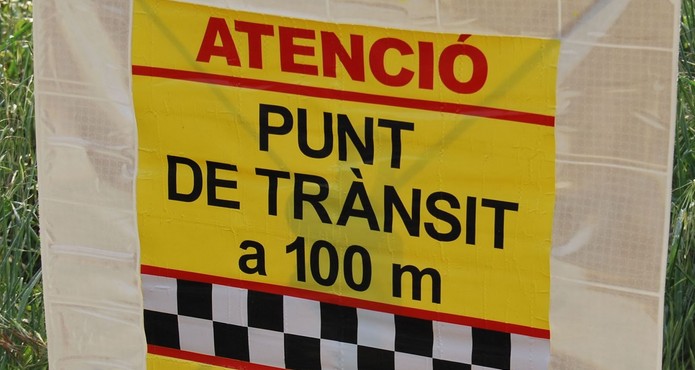 ATENCIÓ
PUNT
DE TRÀNSIT
a 100 m